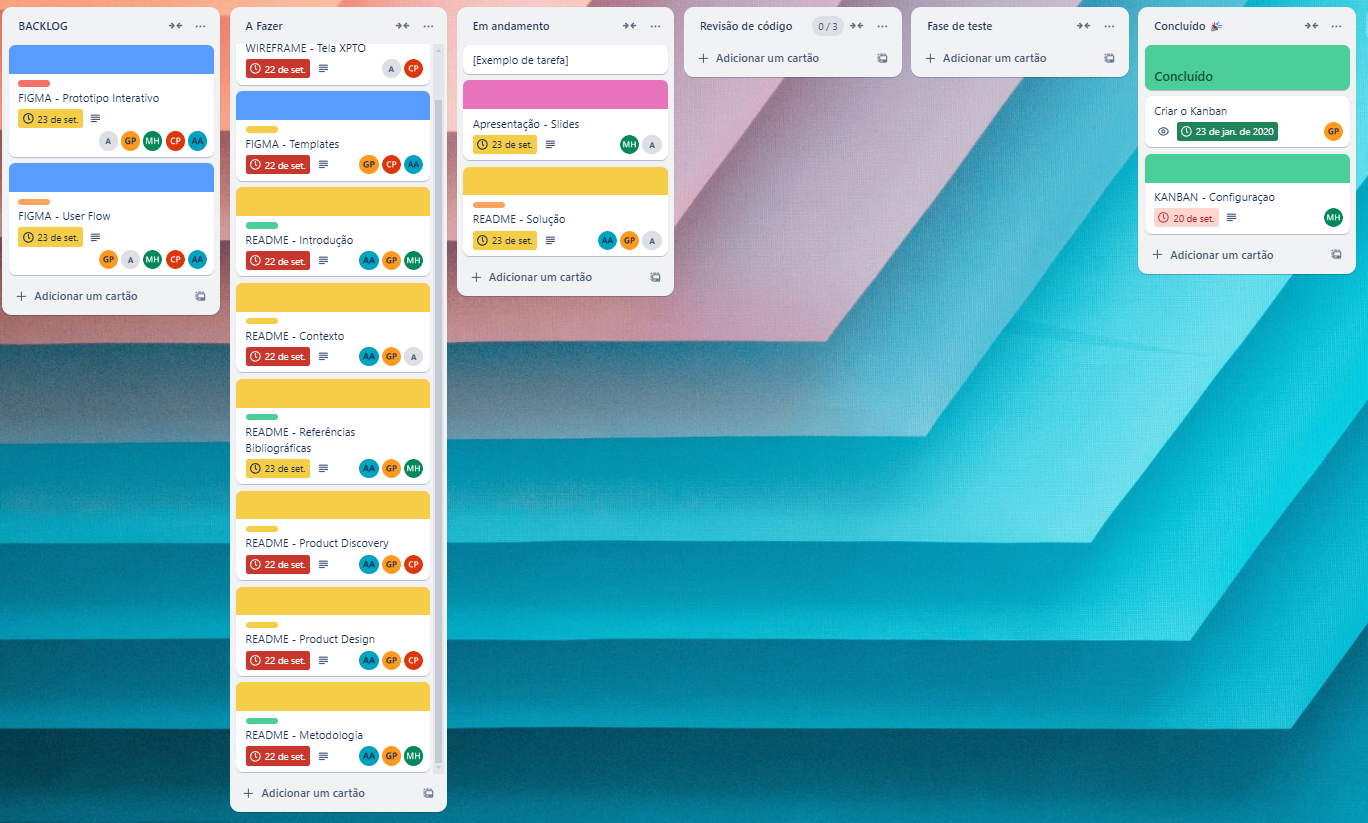 BACKLOG
FIGMA - Prototipo Interativo
23 de set.
A GP MH CP AA
FIGMA - User Flow
23 de set.
GP A MH CP AA
Adicionar um cartão
A Fazer
WIREFRAME - Tela XPTO
22 de set.
A CP
FIGMA - Templates
22 de set.
GP CP AA
README - Introdução
22 de set.
AA GP MH
README - Contexto
22 de set.
AA GP A
README - Referências
Bibliográficas
23 de set.
AA GP MH
README - Product Discovery
22 de set.
AA GP CP
README - Product Design
22 de set.
AA GP CP
README - Metodologia
22 de set.
AA GP MH
Adicionar um cartão
Em andamento
[Exemplo de tarefa]
Apresentação - Slides
23 de set.
MH A
README - Solução
23 de set.
AA GP A
Adicionar um cartão
Revisão de código 0 / 3
Adicionar um cartão
Fase de teste
Adicionar um cartão
Concluído 🎉
Concluído
Criar o Kanban
23 de jan. de 2020
GP
KANBAN - Configuraçao
20 de set.
MH
Adicionar um cartão